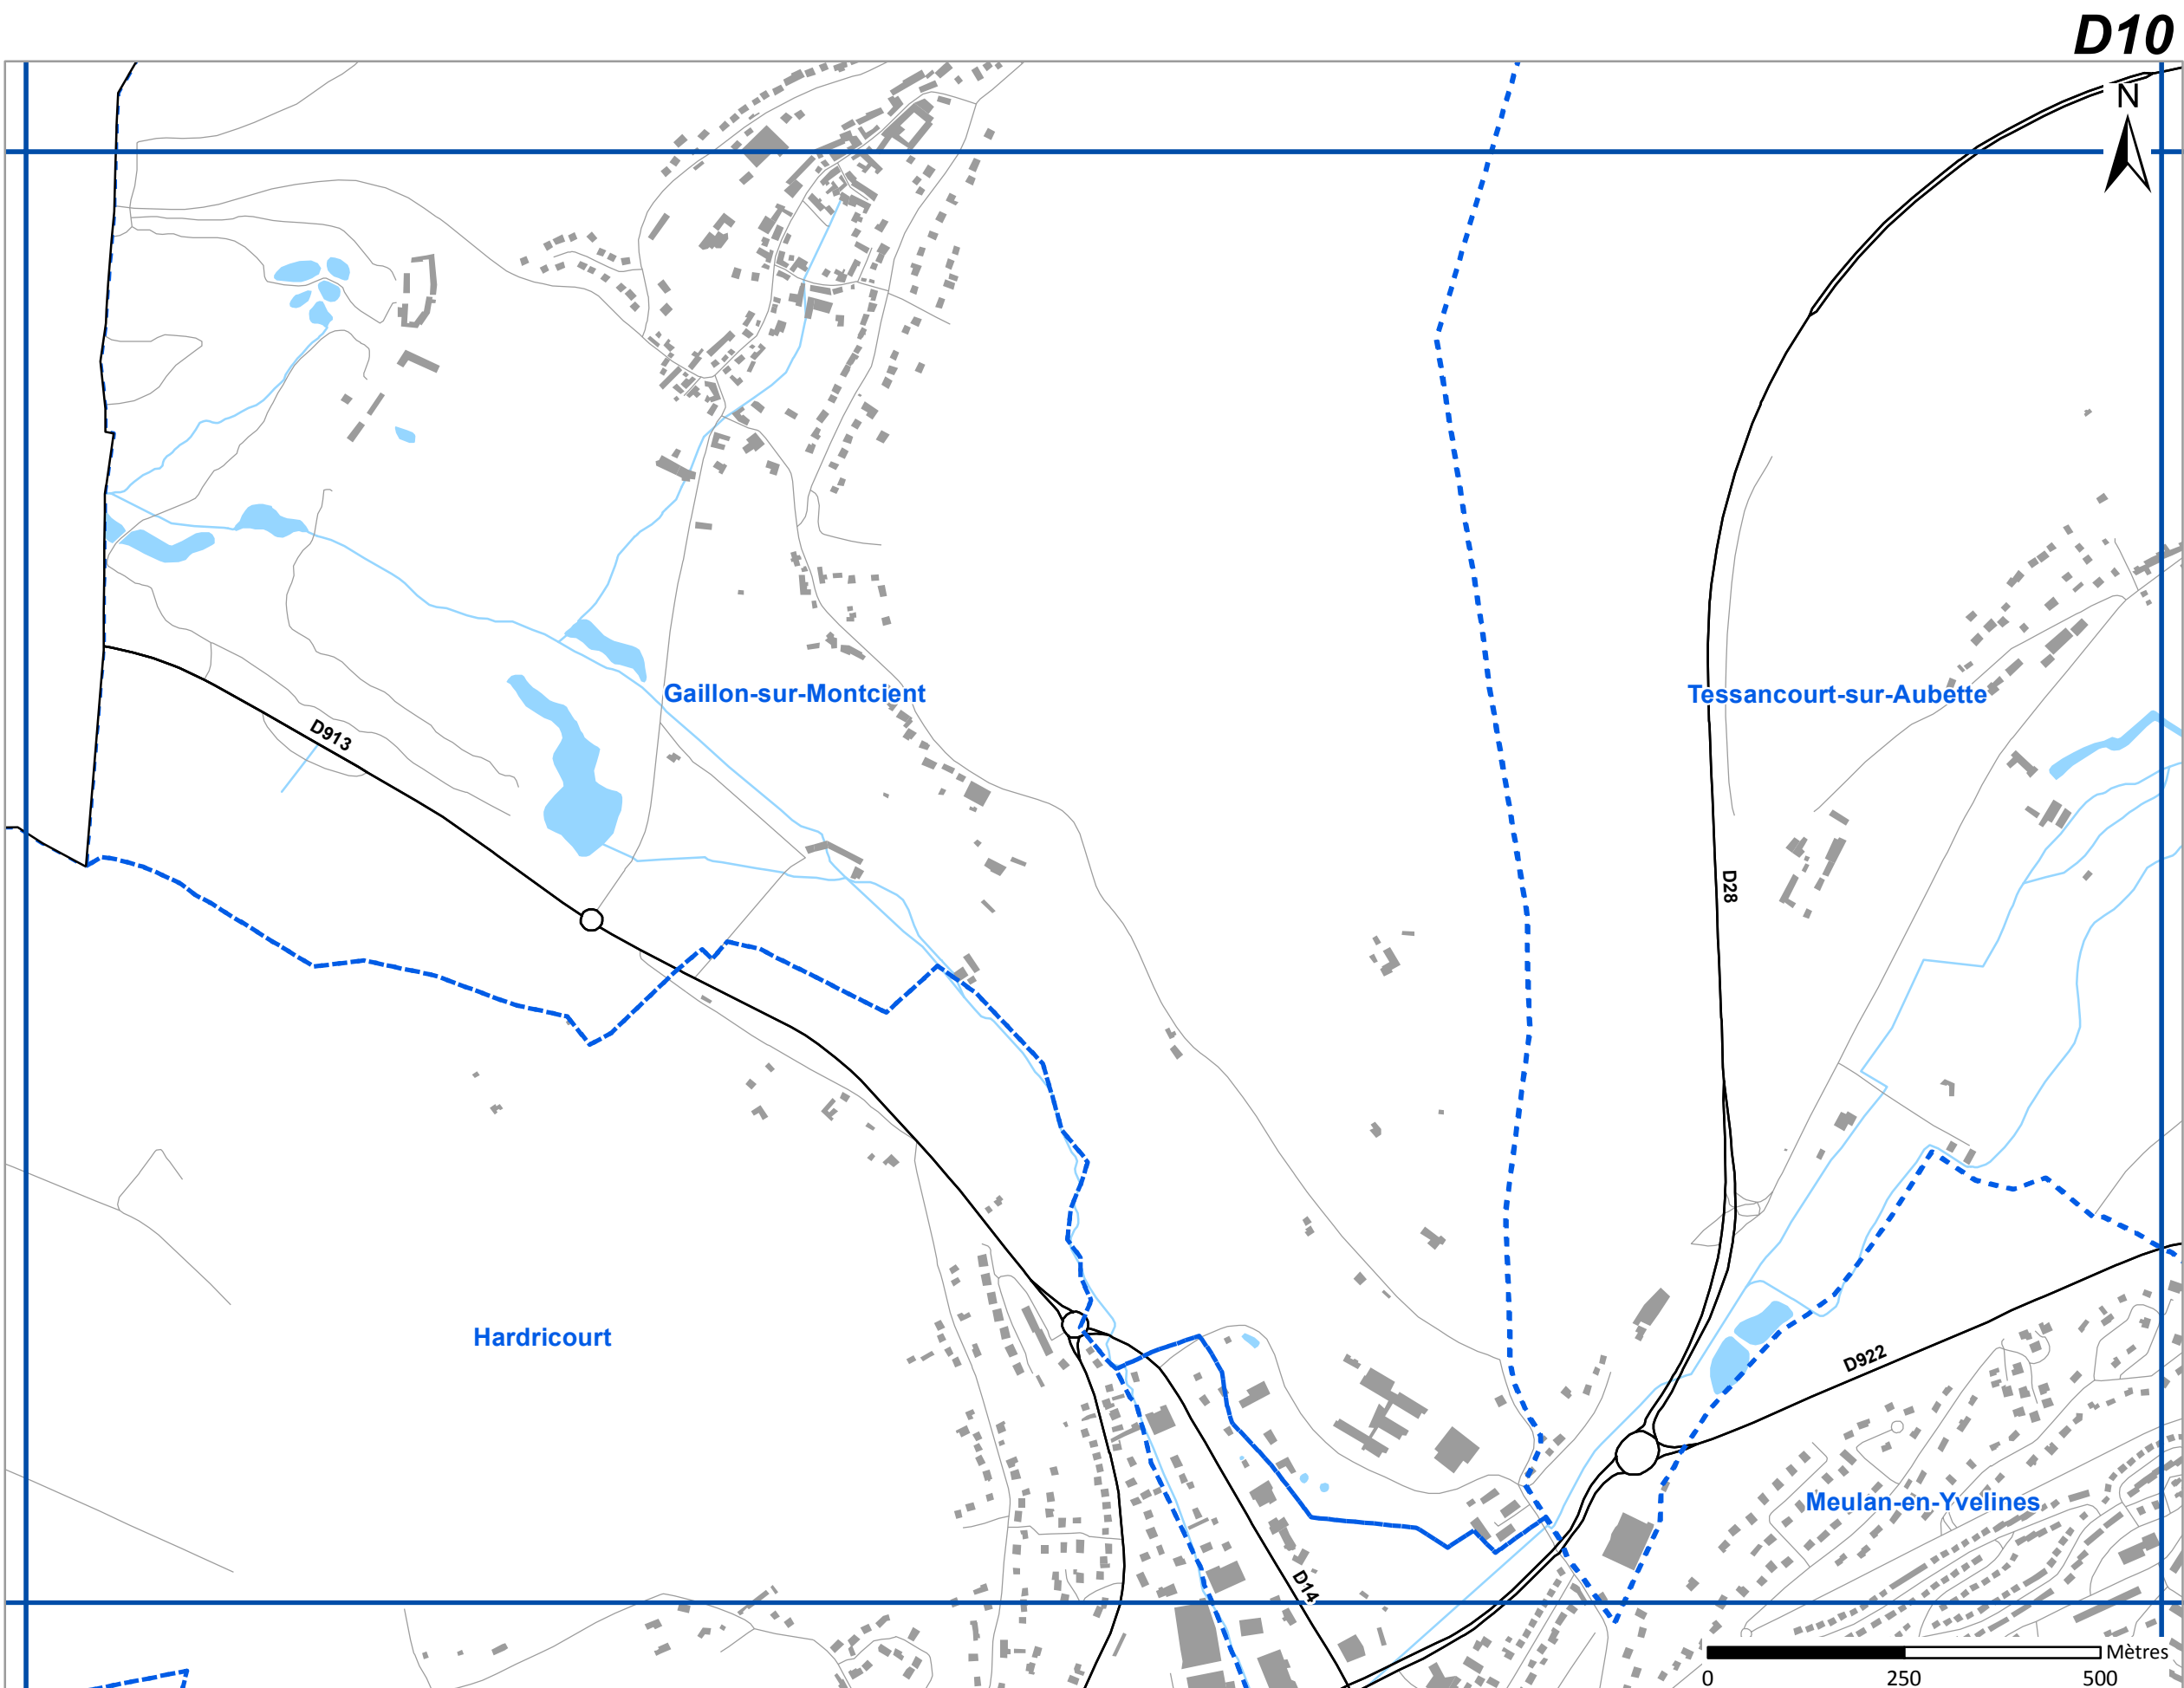 D10
N
Gaillon-sur-Montcient
Tessancourt-sur-Aubette
D913
D28
Hardricourt
D922
Meulan-en-Yvelines
D14
Mètres
0 250 500